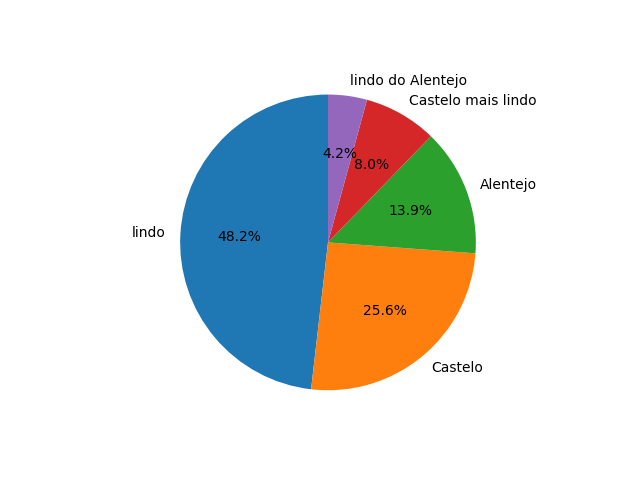 lindo do Alentejo
Castelo mais lindo
4.2%
8.0%
Alentejo
13.9%
lindo
48.2%
25.6%
Castelo